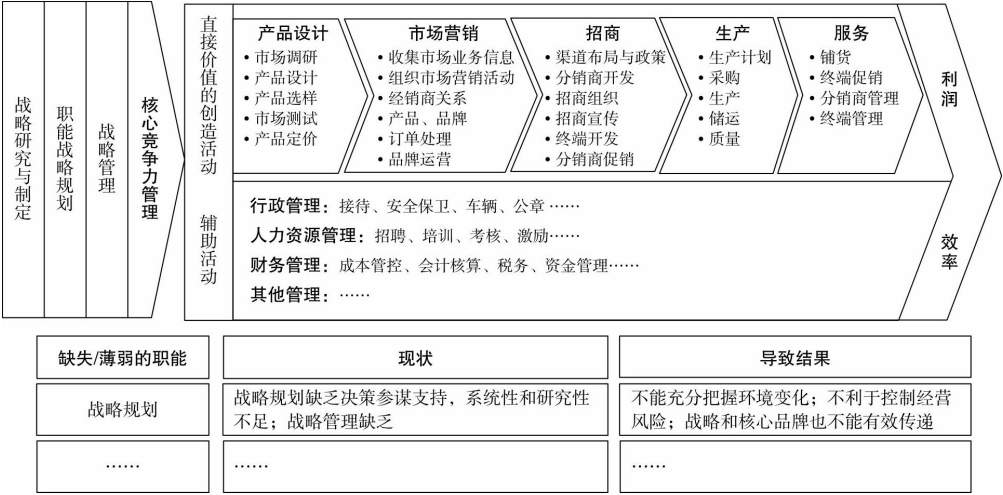 战略研究与制定
职能战略规划
战略管理
核心竞争力管理
直接价值的创造活动
产品设计
• 市场调研
• 产品设计
• 产品选样
• 市场测试
• 产品定价
市场营销
• 收集市场业务信息
• 组织市场营销活动
• 经销商关系
• 产品、品牌
• 订单处理
• 品牌运营
招商
• 渠道布局与政策
• 分销商开发
• 招商组织
• 招商宣传
• 终端开发
• 分销商促销
生产
• 生产计划
• 采购
• 生产
• 储运
• 质量
服务
• 铺货
• 终端促销
• 分销商管理
• 终端管理
利润
辅助活动
行政管理：接待、安全保卫、车辆、公章……
人力资源管理：招聘、培训、考核、激励……
财务管理：成本管控、会计核算、税务、资金管理……
其他管理：……
效率
缺失/薄弱的职能
现状
导致结果
战略规划
战略规划缺乏决策参谋支持，系统性和研究性
不足；战略管理缺乏
不能充分把握环境变化；不利于控制经营
风险；战略和核心品牌也不能有效传递
……
……
……